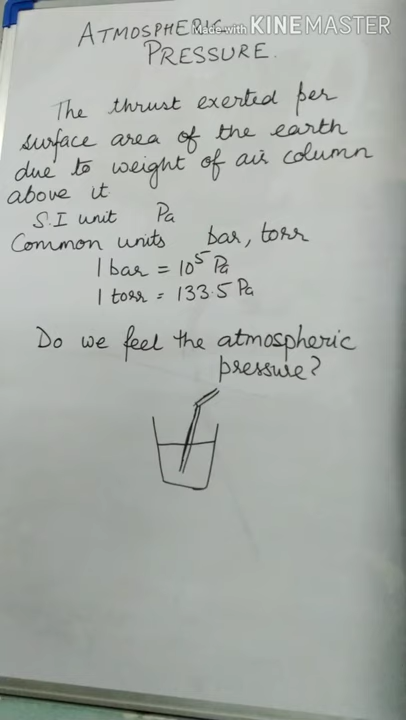 ATMOSPHERIC
Made with KINEMASTER
PRESSURE.
The thrust exerted per
surface area of the earth
due to weight of air column
above it
S.I unit Pa
Common units bar, torr
1 bar = 10⁵ Pa
1 torr = 133.5 Pa
Do we feel the atmospheric
pressure?